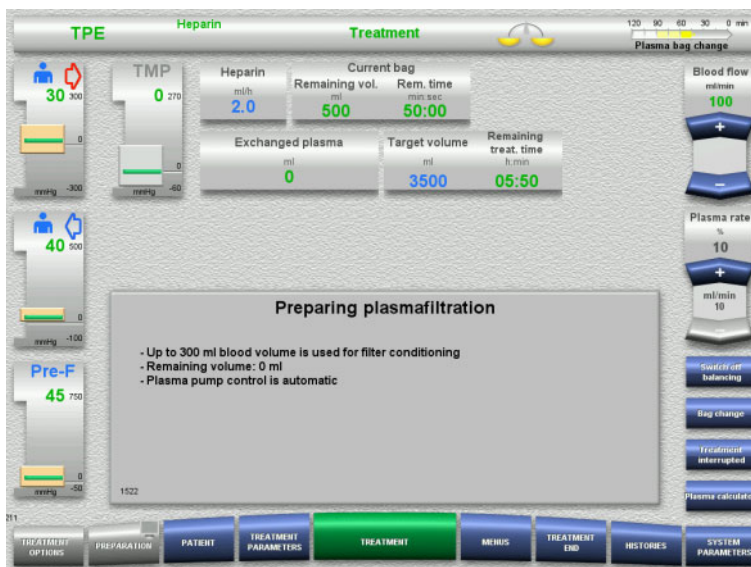 TPE
Heparin
Treatment
120 90 60 30 0 min
Plasma bag change
30 300
0
mmHg -300
TMP
0 270
0
mmHg -60
Heparin
ml/h
2.0
Current bag
Remaining vol. Rem. time
ml min:sec
500 50:00
Exchanged plasma
ml
0
Target volume
ml
3500
Remaining
treat. time
h:min
05:50
Blood flow
ml/min
100
+
−
40 500
0
mmHg -100
Plasma rate
%
10
+
ml/min
10
−
Pre-F
45 750
0
mmHg -50
Preparing plasmafiltration
- Up to 300 ml blood volume is used for filter conditioning
- Remaining volume: 0 ml
- Plasma pump control is automatic
1522
Switch off
balancing
Bag change
Treatment
interrupted
Plasma calculato
211
TREATMENT
OPTIONS
PREPARATION
PATIENT
TREATMENT
PARAMETERS
TREATMENT
MENUS
TREATMENT
END
HISTORIES
SYSTEM
PARAMETERS